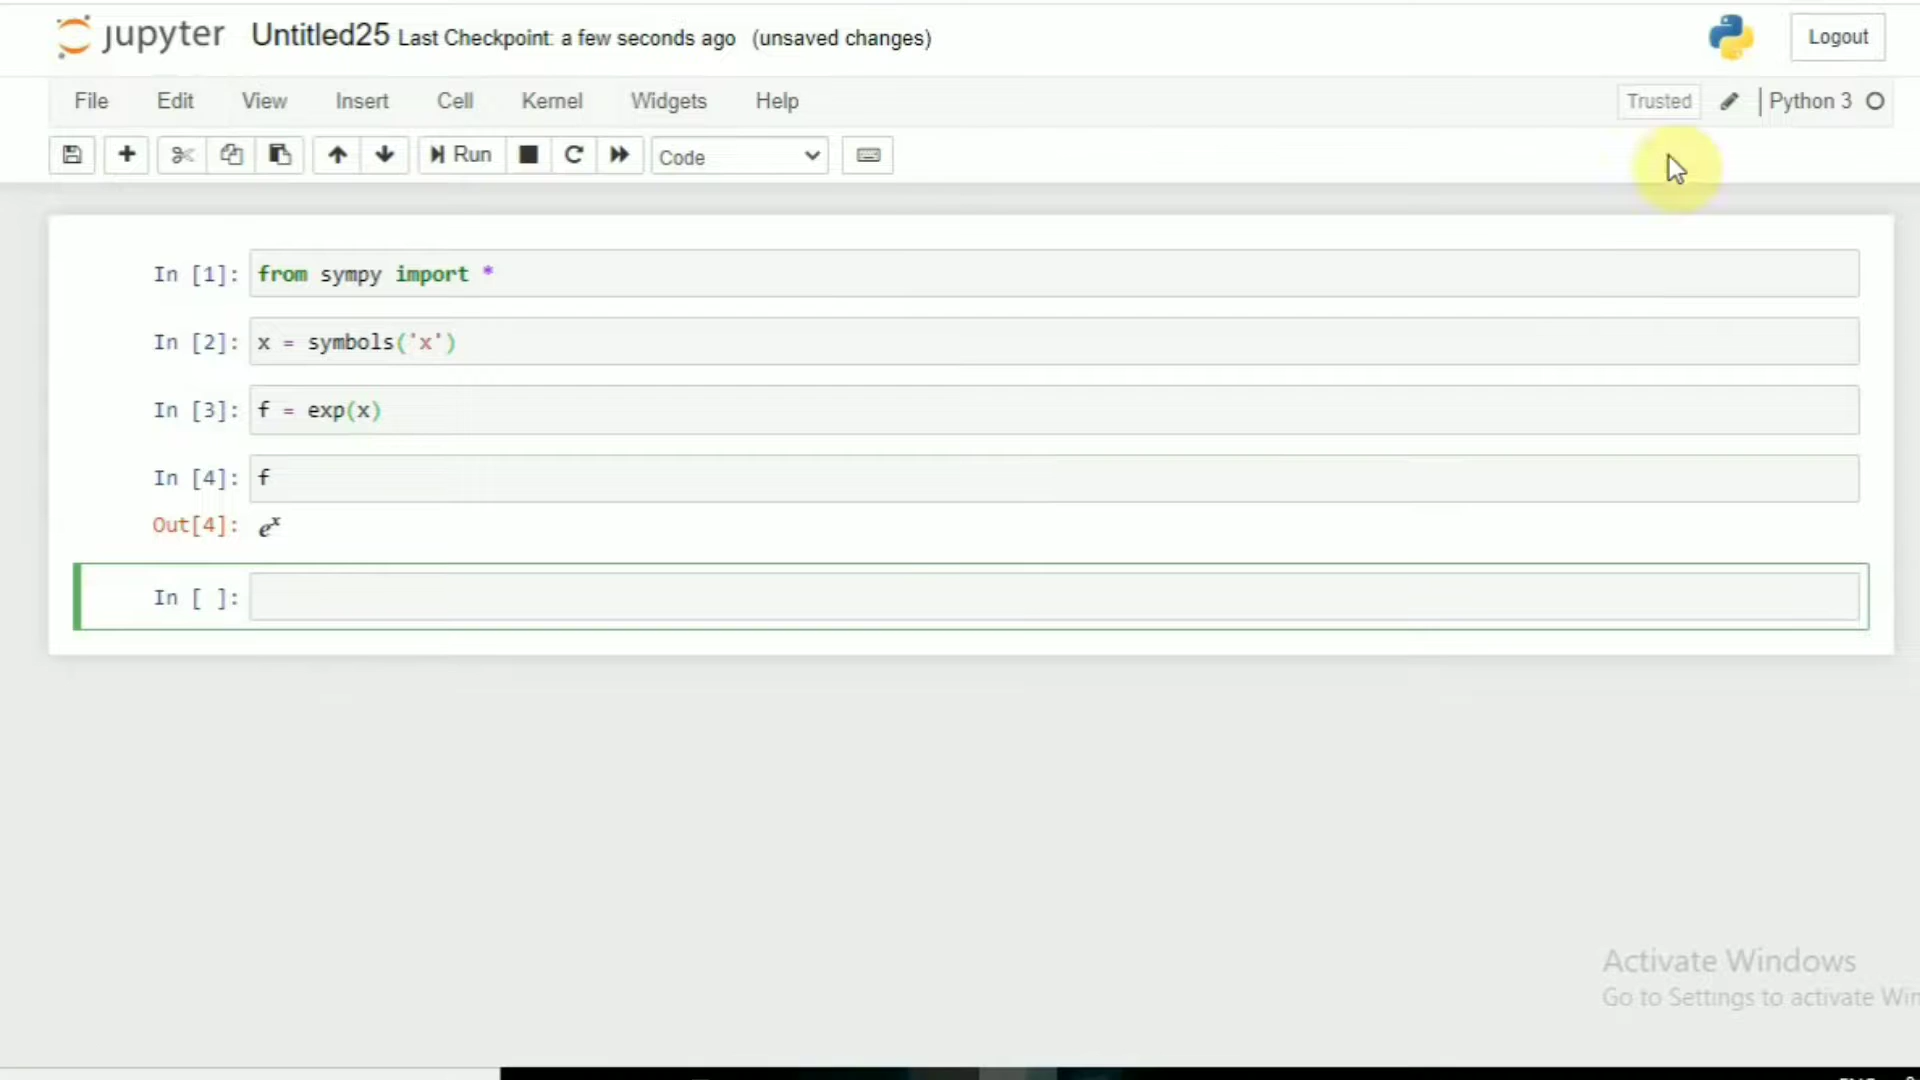 jupyter Untitled25 Last Checkpoint: a few seconds ago (unsaved changes) Logout
File Edit View Insert Cell Kernel Widgets Help Trusted Python 3
Run Code
In [1]: from sympy import *
In [2]: x = symbols('x')
In [3]: f = exp(x)
In [4]: f
Out[4]: eˣ
In [ ]:
Activate Windows
Go to Settings to activate Win